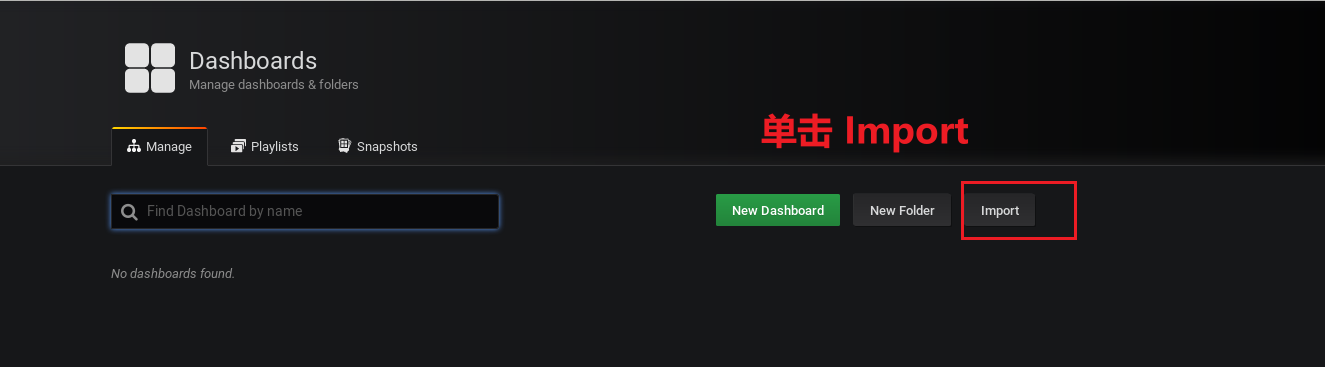 Dashboards
Manage dashboards & folders
单击 Import
Manage
Playlists
Snapshots
Find Dashboard by name
New Dashboard
New Folder
Import
No dashboards found.